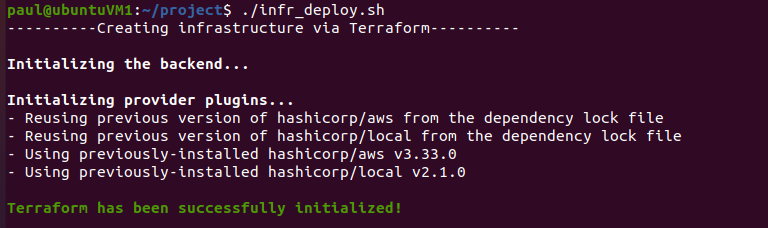 paul@ubuntuVM1:~/project$ ./infr_deploy.sh
----------Creating infrastructure via Terraform----------
Initializing the backend...
Initializing provider plugins...
- Reusing previous version of hashicorp/aws from the dependency lock file
- Reusing previous version of hashicorp/local from the dependency lock file
- Using previously-installed hashicorp/aws v3.33.0
- Using previously-installed hashicorp/local v2.1.0
Terraform has been successfully initialized!